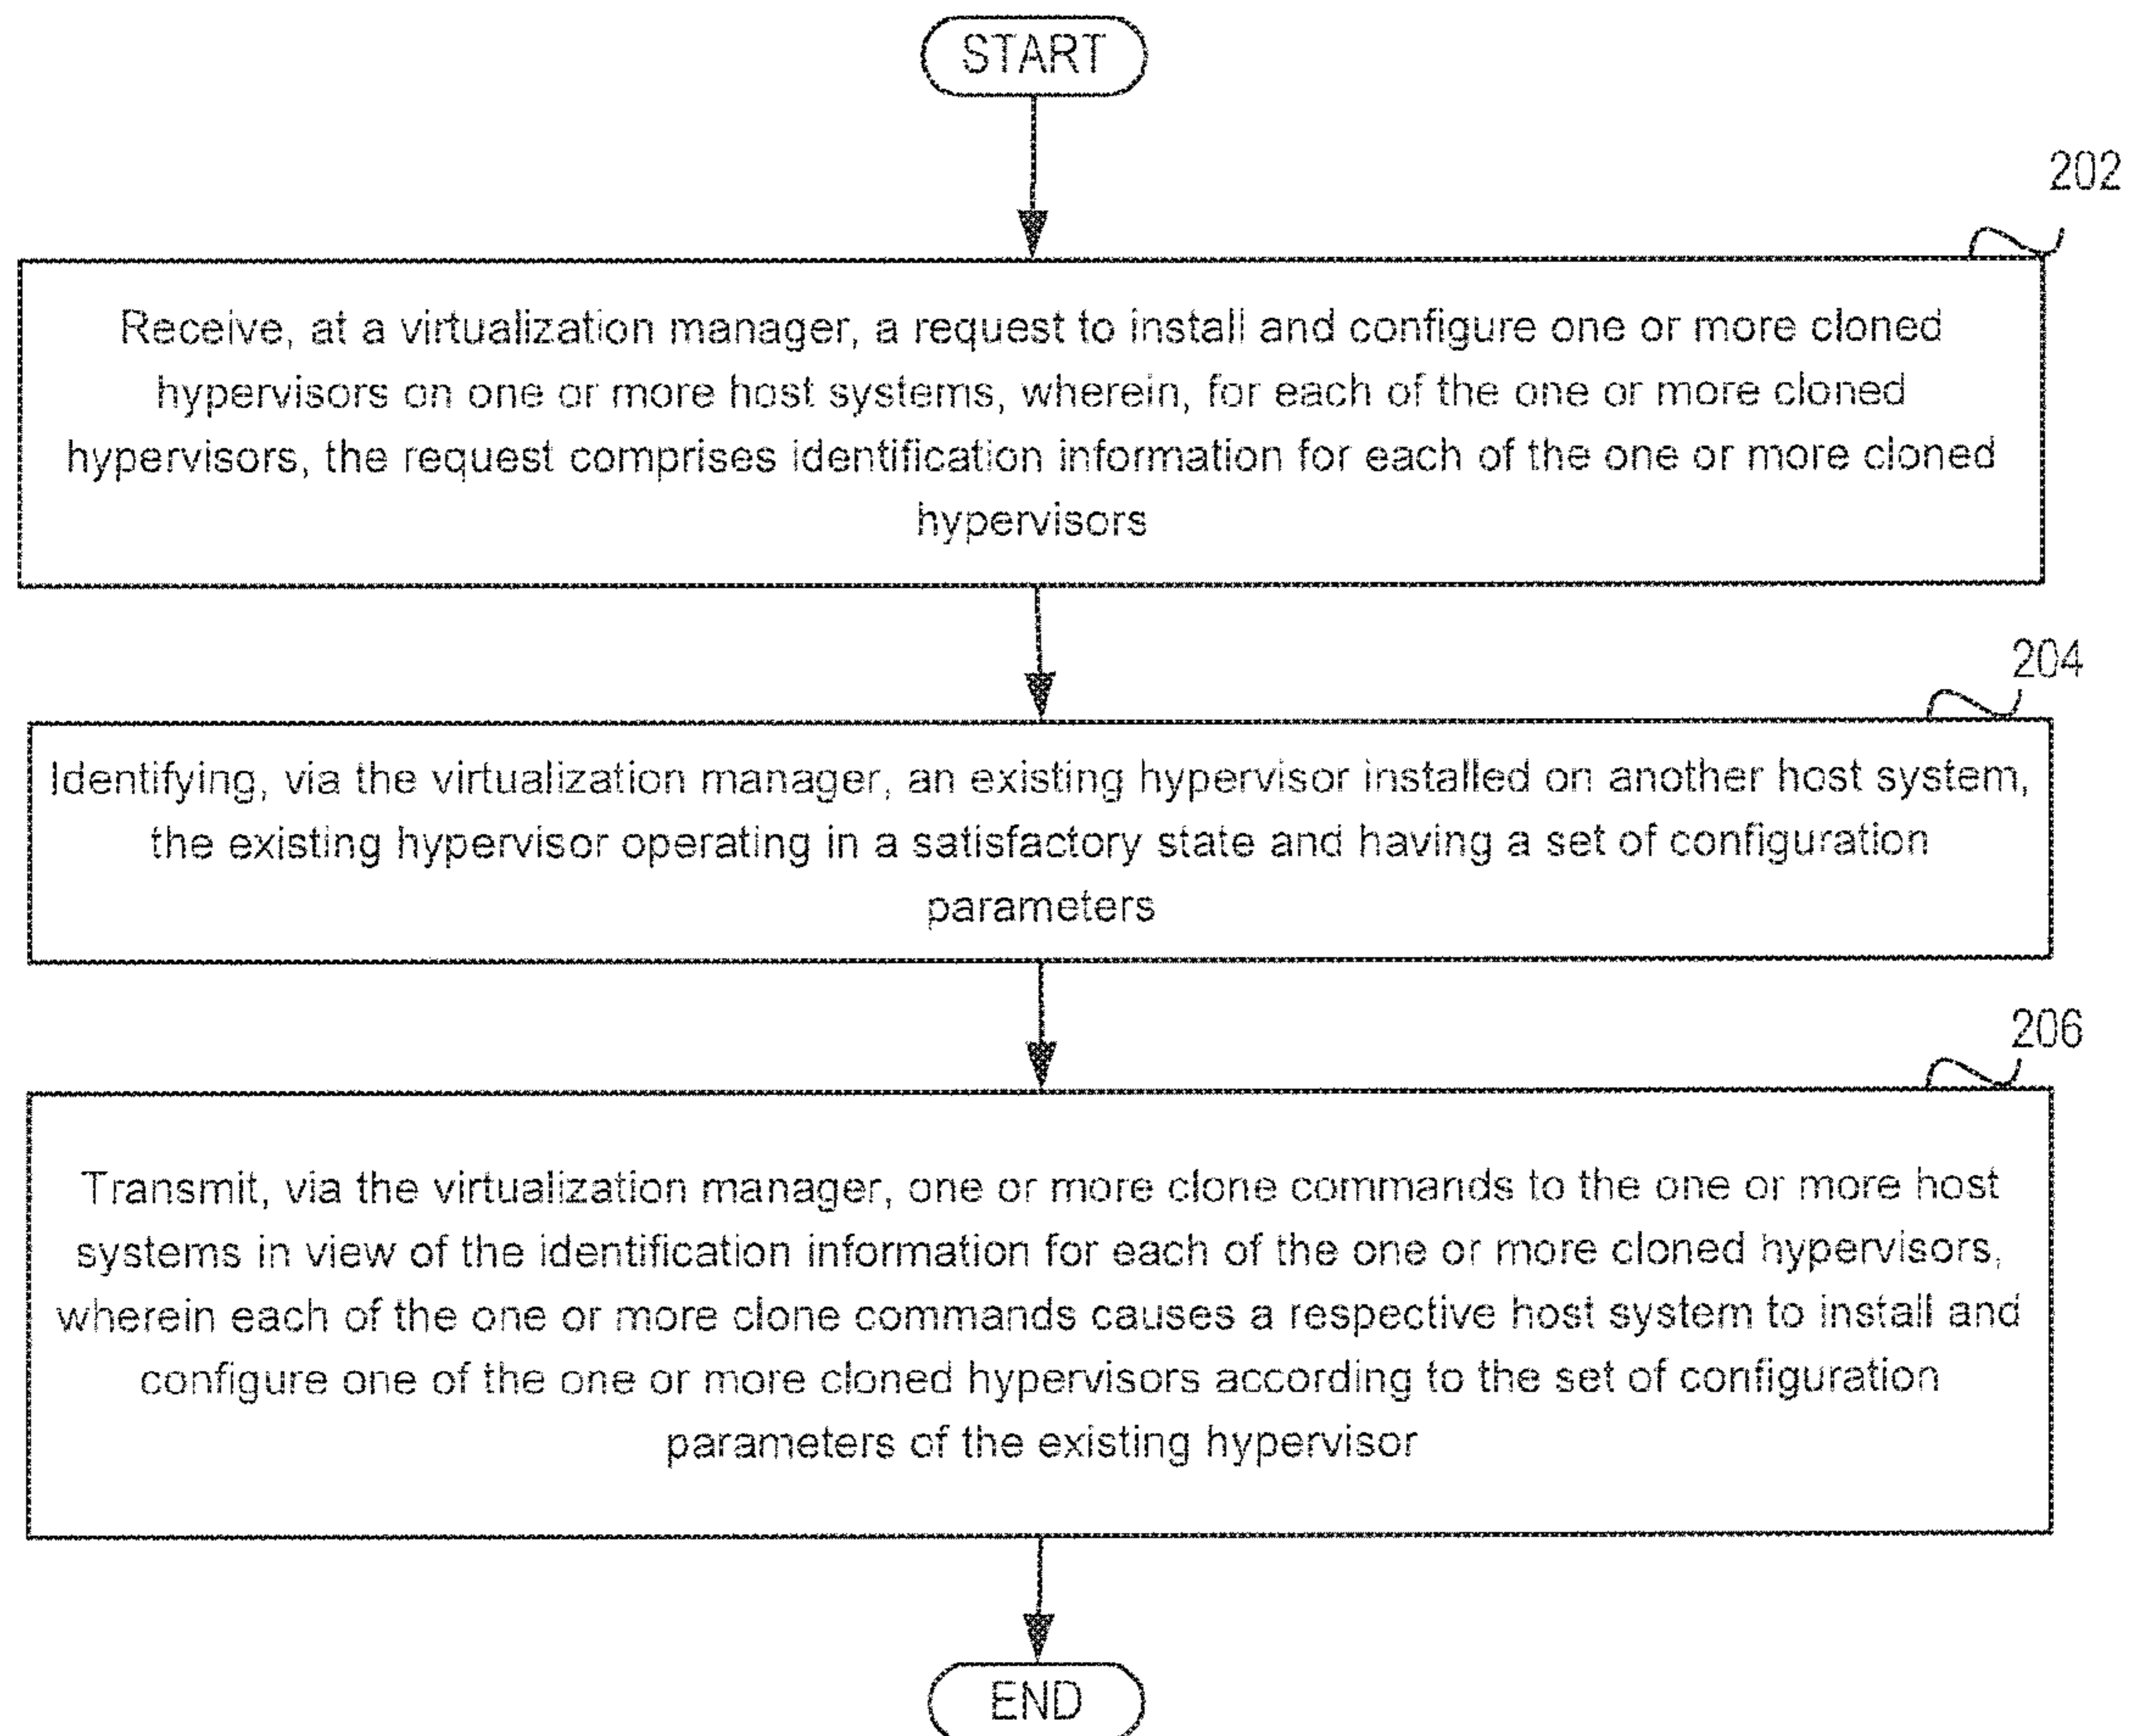 START
202
Receive, at a virtualization manager, a request to install and configure one or more cloned
hypervisors on one or more host systems, wherein, for each of the one or more cloned
hypervisors, the request comprises identification information for each of the one or more cloned
hypervisors
204
Identifying, via the virtualization manager, an existing hypervisor installed on another host system,
the existing hypervisor operating in a satisfactory state and having a set of configuration
parameters
206
Transmit, via the virtualization manager, one or more clone commands to the one or more host
systems in view of the identification information for each of the one or more cloned hypervisors,
wherein each of the one or more clone commands causes a respective host system to install and
configure one of the one or more cloned hypervisors according to the set of configuration
parameters of the existing hypervisor
END